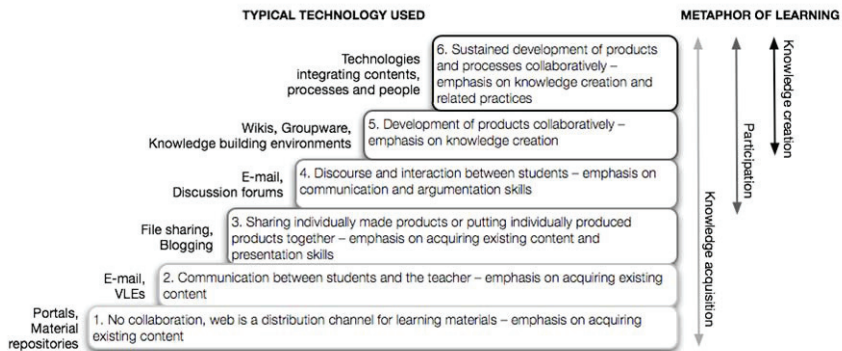 TYPICAL TECHNOLOGY USED
METAPHOR OF LEARNING
Technologies
integrating contents,
processes and people
6. Sustained development of products
and processes collaboratively –
emphasis on knowledge creation and
related practices
Wikis, Groupware,
Knowledge building environments
5. Development of products collaboratively –
emphasis on knowledge creation
E-mail,
Discussion forums
4. Discourse and interaction between students – emphasis on
communication and argumentation skills
File sharing,
Blogging
3. Sharing individually made products or putting individually produced
products together – emphasis on acquiring existing content and
presentation skills
E-mail,
VLEs
2. Communication between students and the teacher – emphasis on acquiring existing
content
Portals,
Material
repositories
1. No collaboration, web is a distribution channel for learning materials – emphasis on acquiring
existing content
Knowledge acquisition
Participation
Knowledge creation